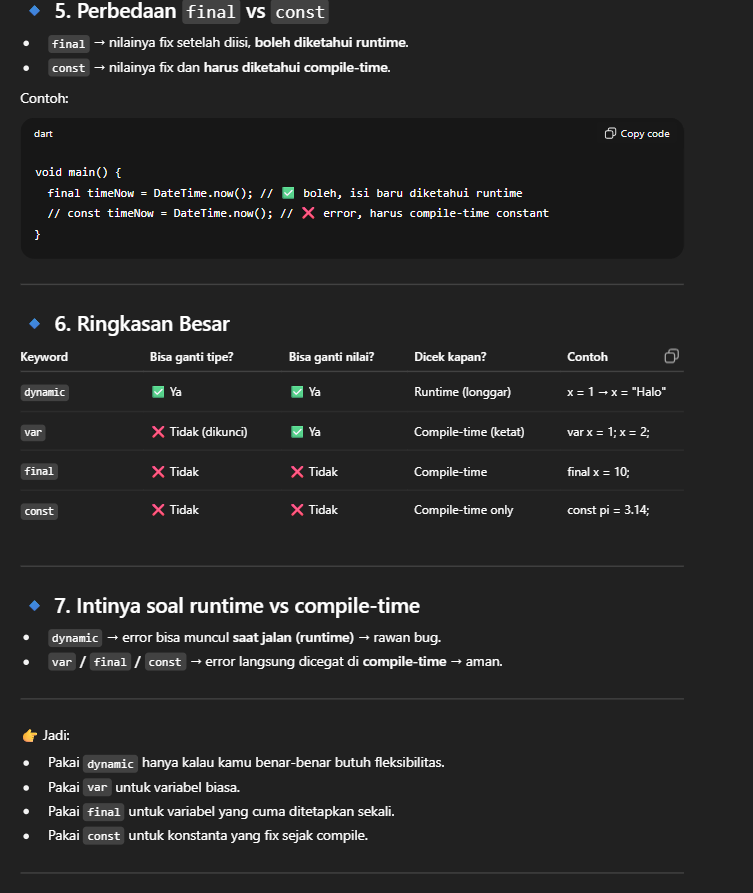 5. Perbedaan final vs const
final → nilainya fix setelah diisi, boleh diketahui runtime.
const → nilainya fix dan harus diketahui compile-time.
Contoh:
dart Copy code
void main() {
final timeNow = DateTime.now(); // ✅ boleh, isi baru diketahui runtime
// const timeNow = DateTime.now(); // ❌ error, harus compile-time constant
}
6. Ringkasan Besar
Keyword Bisa ganti tipe? Bisa ganti nilai? Dicek kapan? Contoh
dynamic ✅ Ya ✅ Ya Runtime (longgar) x = 1 → x = "Halo"
var ❌ Tidak (dikunci) ✅ Ya Compile-time (ketat) var x = 1; x = 2;
final ❌ Tidak ❌ Tidak Compile-time final x = 10;
const ❌ Tidak ❌ Tidak Compile-time only const pi = 3.14;
7. Intinya soal runtime vs compile-time
dynamic → error bisa muncul saat jalan (runtime) → rawan bug.
var / final / const → error langsung dicegat di compile-time → aman.
👉 Jadi:
Pakai dynamic hanya kalau kamu benar-benar butuh fleksibilitas.
Pakai var untuk variabel biasa.
Pakai final untuk variabel yang cuma ditetapkan sekali.
Pakai const untuk konstanta yang fix sejak compile.